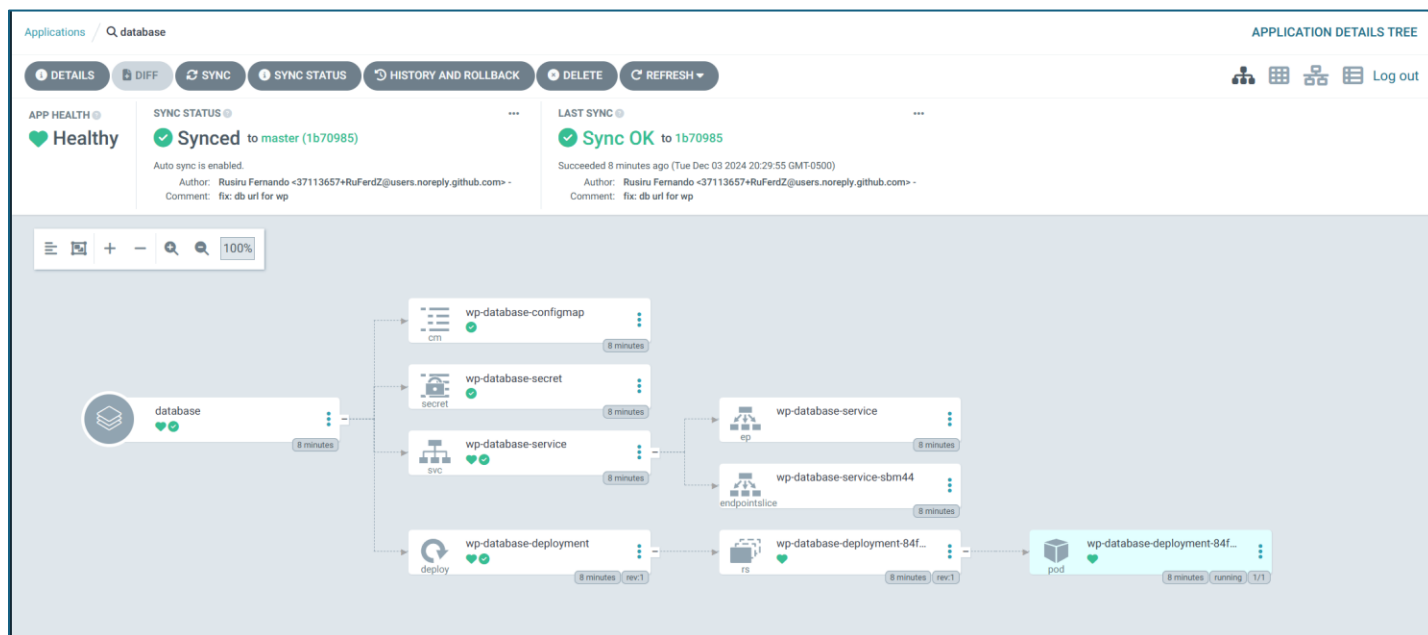 Applications / database
APPLICATION DETAILS TREE
DETAILS DIFF SYNC SYNC STATUS HISTORY AND ROLLBACK DELETE REFRESH
Log out
APP HEALTH
Healthy
SYNC STATUS
...
Synced to master (1b70985)
Auto sync is enabled.
Author: Rusiru Fernando <37113657+RuFerdZ@users.noreply.github.com> -
Comment: fix: db url for wp
LAST SYNC
...
Sync OK to 1b70985
Succeeded 8 minutes ago (Tue Dec 03 2024 20:29:55 GMT-0500)
Author: Rusiru Fernando <37113657+RuFerdZ@users.noreply.github.com> -
Comment: fix: db url for wp
100%
database
8 minutes
wp-database-configmap
cm
8 minutes
wp-database-secret
secret
8 minutes
wp-database-service
svc
8 minutes
wp-database-deployment
deploy
8 minutes rev:1
wp-database-service
ep
8 minutes
wp-database-service-sbm44
endpointslice
8 minutes
wp-database-deployment-84f...
rs
8 minutes rev:1
wp-database-deployment-84f...
pod
8 minutes running 1/1